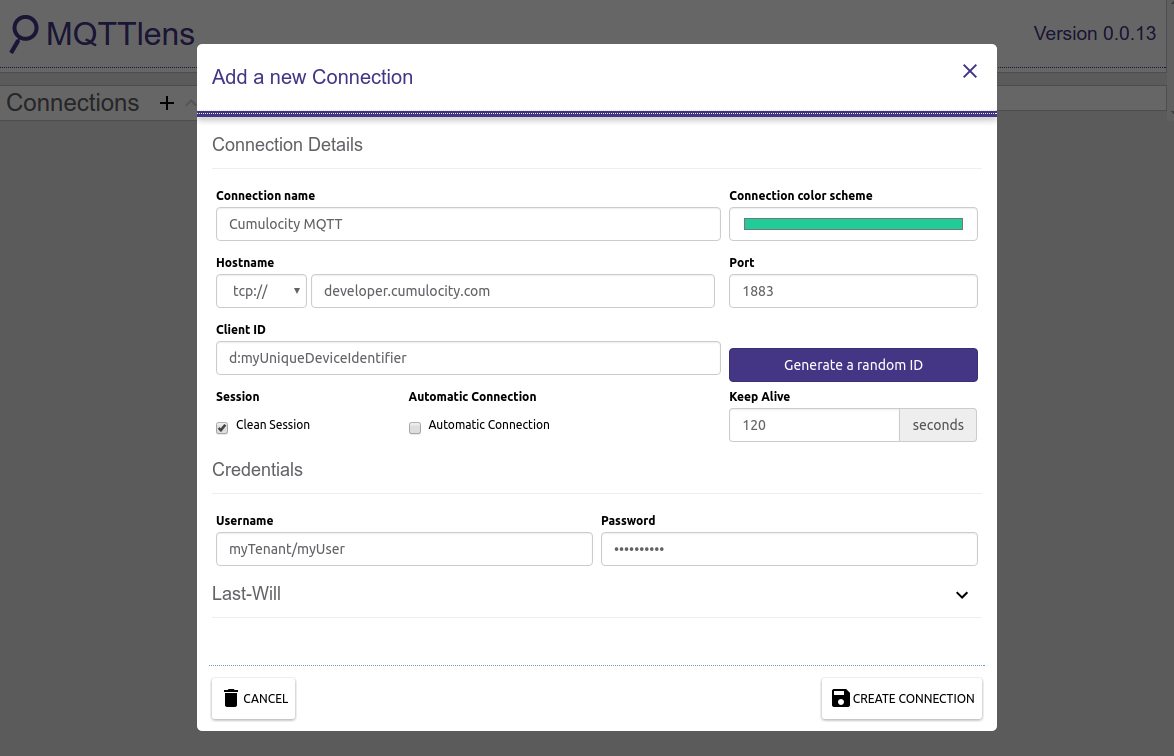 MQTTlens
Version 0.0.13
Connections +
Add a new Connection
Connection Details
Connection name
Connection color scheme
Cumulocity MQTT
Hostname
Port
tcp://
developer.cumulocity.com
1883
Client ID
d:myUniqueDeviceIdentifier
Generate a random ID
Session
Automatic Connection
Keep Alive
Clean Session
Automatic Connection
120
seconds
Credentials
Username
Password
myTenant/myUser
••••••••••
Last-Will
CANCEL
CREATE CONNECTION